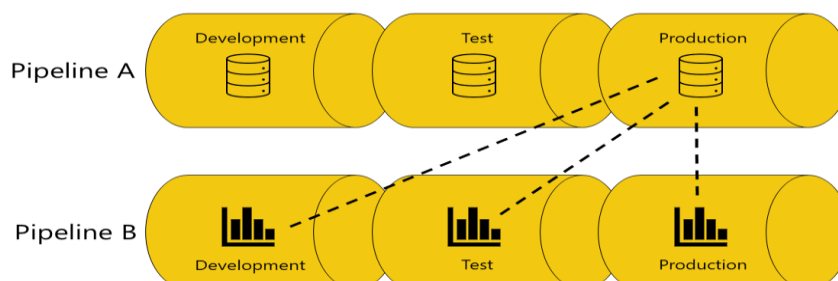 Development Test Production
Pipeline A
Pipeline B
Development Test Production